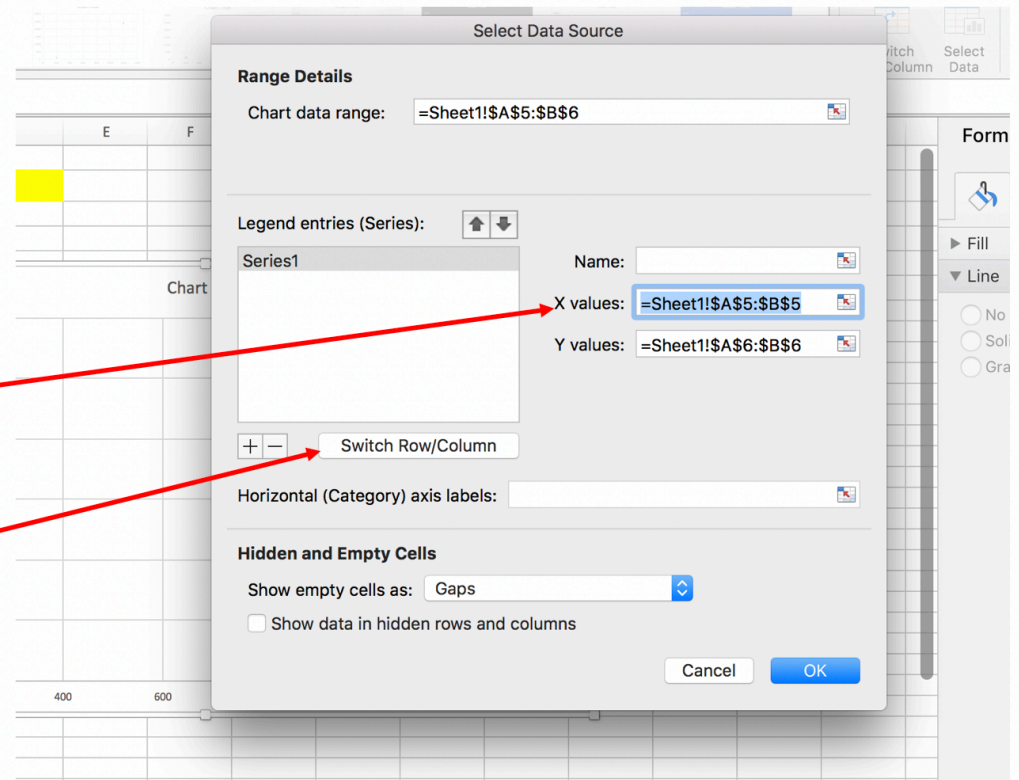 Select Data Source
itch
Column
Select
Data
Range Details
Chart data range: =Sheet1!$A$5:$B$6
E F
Form
Legend entries (Series):
Series1
Name:
X values: =Sheet1!$A$5:$B$5
Y values: =Sheet1!$A$6:$B$6
Fill
Line
No
Soli
Gra
Chart
+ − Switch Row/Column
Horizontal (Category) axis labels:
Hidden and Empty Cells
Show empty cells as: Gaps
Show data in hidden rows and columns
Cancel OK
400 600